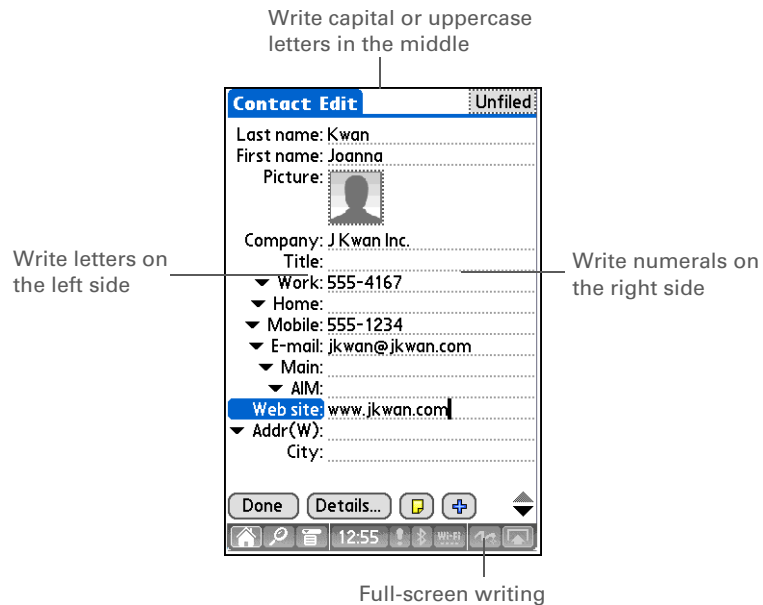 Write capital or uppercase
letters in the middle
Contact Edit Unfiled
Last name: Kwan
First name: Joanna
Picture:
Company: J Kwan Inc.
Title:
Work: 555-4167
Home:
Mobile: 555-1234
E-mail: jkwan@jkwan.com
Main:
AIM:
Web site: www.jkwan.com
Addr(W):
City:
Write letters on
the left side
Write numerals on
the right side
Done Details...
12:55 Wi-Fi
Full-screen writing